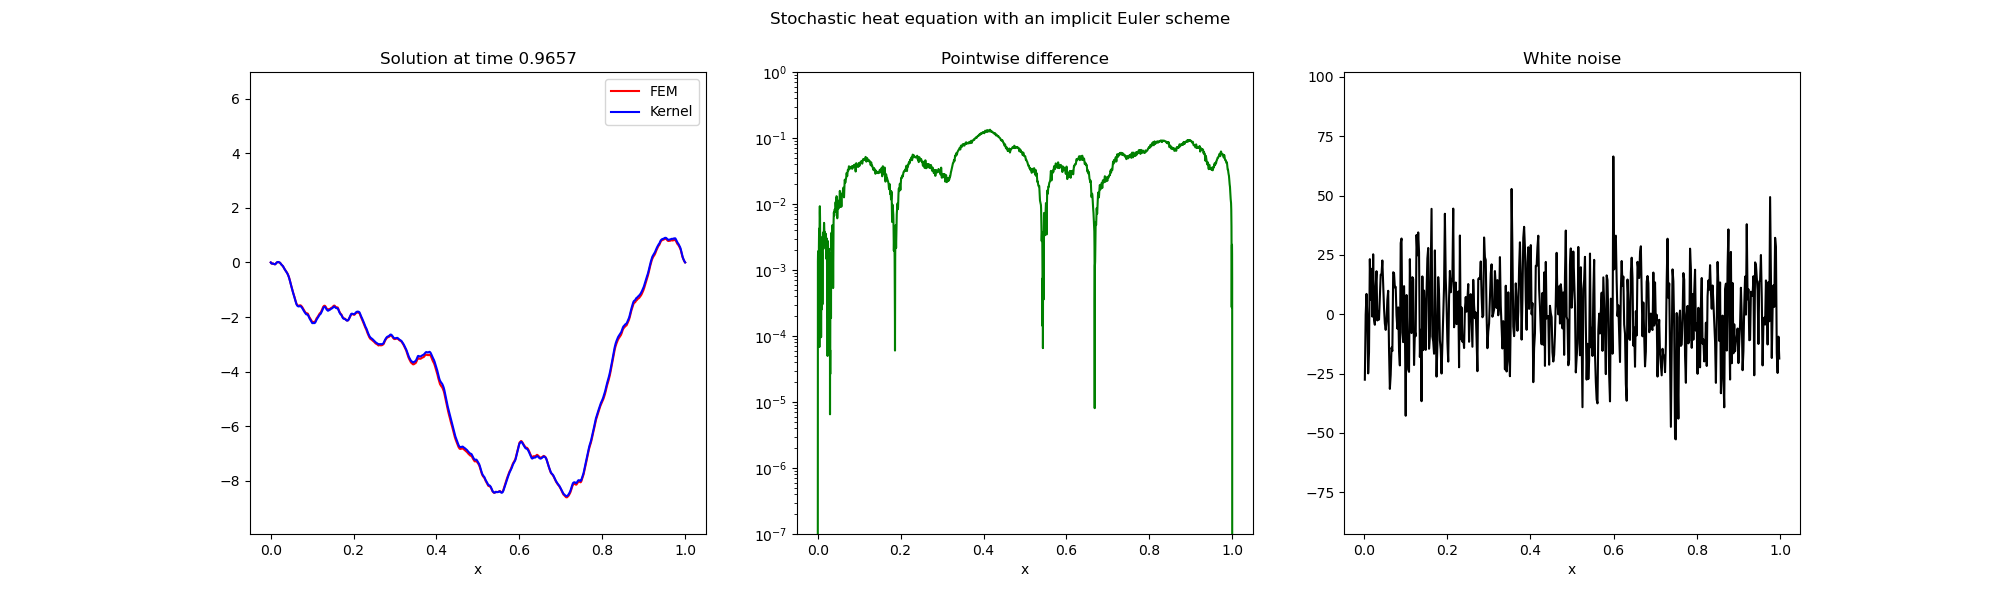 Stochastic heat equation with an implicit Euler scheme
Solution at time 0.9657
6
4
2
0
−2
−4
−6
−8
0.0 0.2 0.4 0.6 0.8 1.0
x
FEM
Kernel
Pointwise difference
10⁰
10⁻¹
10⁻²
10⁻³
10⁻⁴
10⁻⁵
10⁻⁶
10⁻⁷
0.0 0.2 0.4 0.6 0.8 1.0
x
White noise
100
75
50
25
0
−25
−50
−75
0.0 0.2 0.4 0.6 0.8 1.0
x